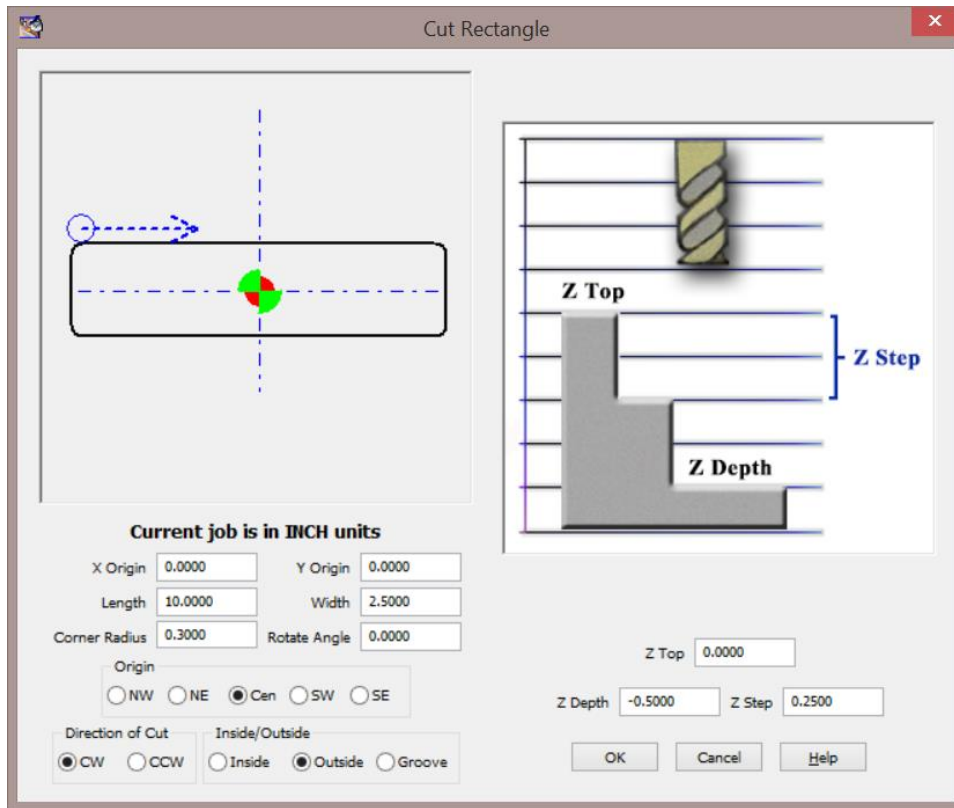 Cut Rectangle
Z Top
Z Step
Z Depth
Current job is in INCH units
X Origin 0.0000 Y Origin 0.0000
Length 10.0000 Width 2.5000
Corner Radius 0.3000 Rotate Angle 0.0000
Origin
NW NE Cen SW SE
Direction of Cut Inside/Outside
CW CCW Inside Outside Groove
Z Top 0.0000
Z Depth -0.5000 Z Step 0.2500
OK Cancel Help